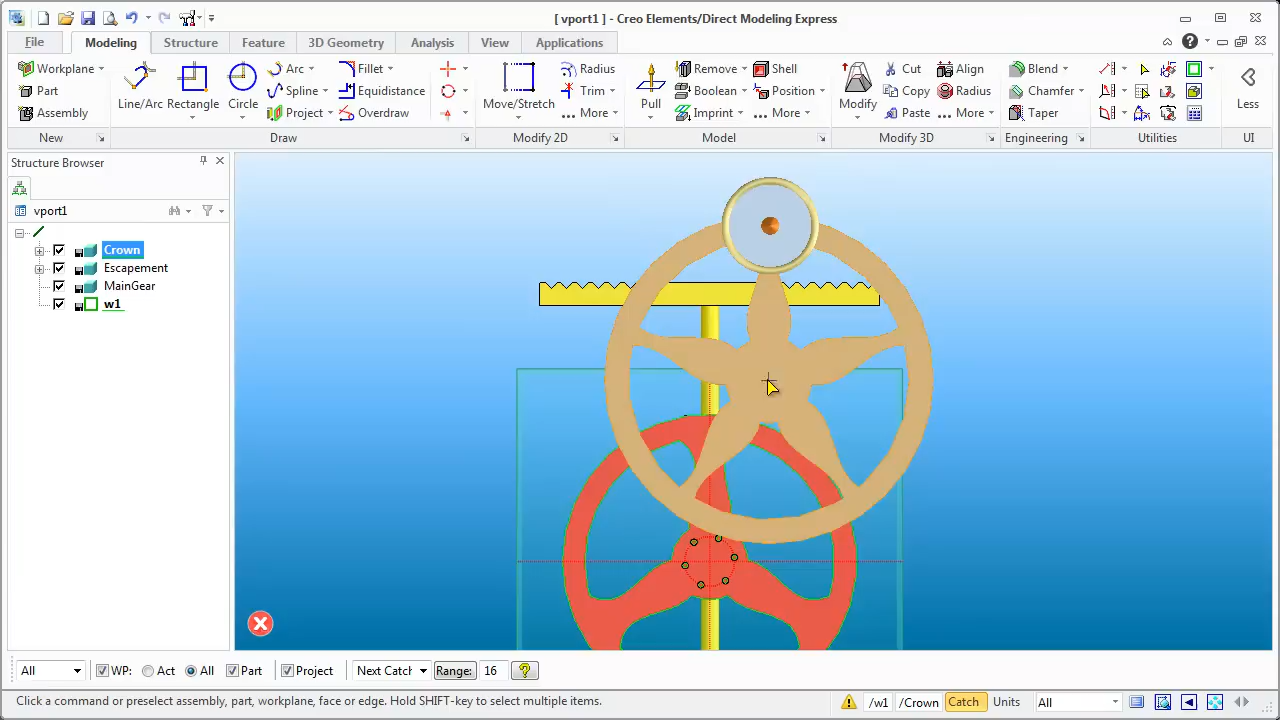 [ vport1 ] - Creo Elements/Direct Modeling Express
File Modeling Structure Feature 3D Geometry Analysis View Applications
Workplane Line/Arc Rectangle Circle Arc Fillet Move/Stretch Radius Pull Remove Shell Modify Cut Align Blend Less
Part Spline Equidistance Trim Boolean Position Copy Radius Chamfer
Assembly Project Overdraw ... More Imprint ... More Paste ... More Taper
New Draw Modify 2D Model Modify 3D Engineering Utilities UI
Structure Browser
vport1
Crown
Escapement
MainGear
w1
All WP: Act All Part Project Next Catch Range: 16 ?
Click a command or preselect assembly, part, workplane, face or edge. Hold SHIFT-key to select multiple items. /w1 /Crown Catch Units All